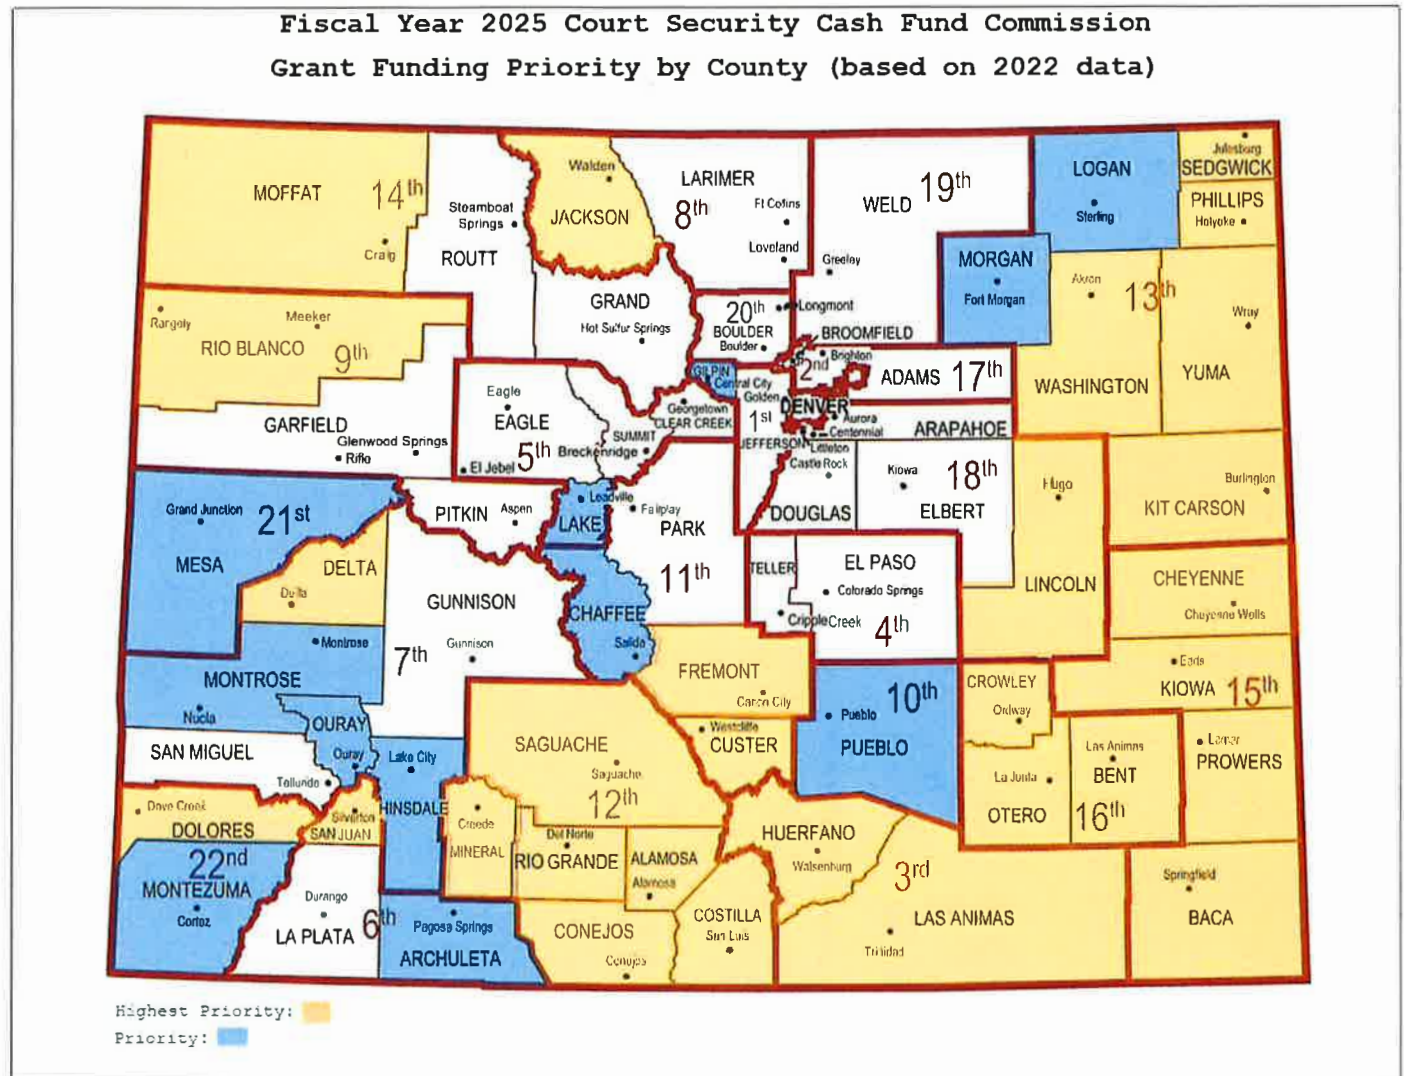 Fiscal Year 2025 Court Security Cash Fund Commission
Grant Funding Priority by County (based on 2022 data)
MOFFAT
14th
Craig
Steamboat
Springs
ROUTT
Walden
JACKSON
LARIMER
8th
Ft Collins
Loveland
WELD
19th
Greeley
LOGAN
Sterling
Julesburg
SEDGWICK
PHILLIPS
Holyoke
MORGAN
Fort Morgan
Akron
13th
WASHINGTON
Wray
YUMA
Rangely
Meeker
RIO BLANCO
9th
GRAND
Hot Sulfur Springs
20th
BOULDER
Boulder
Longmont
BROOMFIELD
2nd
Brighton
ADAMS
17th
GILPIN
Central City
Golden
DENVER
Georgetown
CLEAR CREEK
1st
JEFFERSON
Aurora
Centennial
Littleton
ARAPAHOE
GARFIELD
Glenwood Springs
Rifle
Eagle
EAGLE
5th
El Jebel
SUMMIT
Breckenridge
Castle Rock
DOUGLAS
Kiowa
18th
ELBERT
Hugo
LINCOLN
Burlington
KIT CARSON
Grand Junction
21st
MESA
DELTA
Delta
PITKIN
Aspen
Leadville
LAKE
Fairplay
PARK
11th
TELLER
EL PASO
Colorado Springs
Cripple Creek
4th
CHEYENNE
Cheyenne Wells
GUNNISON
7th
Gunnison
CHAFFEE
Salida
Montrose
MONTROSE
Nucla
OURAY
Ouray
SAN MIGUEL
Telluride
Lake City
HINSDALE
FREMONT
Canon City
Westcliffe
CUSTER
10th
Pueblo
PUEBLO
CROWLEY
Ordway
Eads
KIOWA
15th
Las Animas
BENT
16th
La Junta
OTERO
Lamar
PROWERS
SAGUACHE
Saguache
12th
Dove Creek
DOLORES
Silverton
SAN JUAN
Creede
MINERAL
Del Norte
RIO GRANDE
ALAMOSA
Alamosa
HUERFANO
Walsenburg
3rd
LAS ANIMAS
Trinidad
Springfield
BACA
22nd
MONTEZUMA
Cortez
Durango
LA PLATA
6th
Pagosa Springs
ARCHULETA
CONEJOS
Conejos
COSTILLA
San Luis
Highest Priority:
Priority: